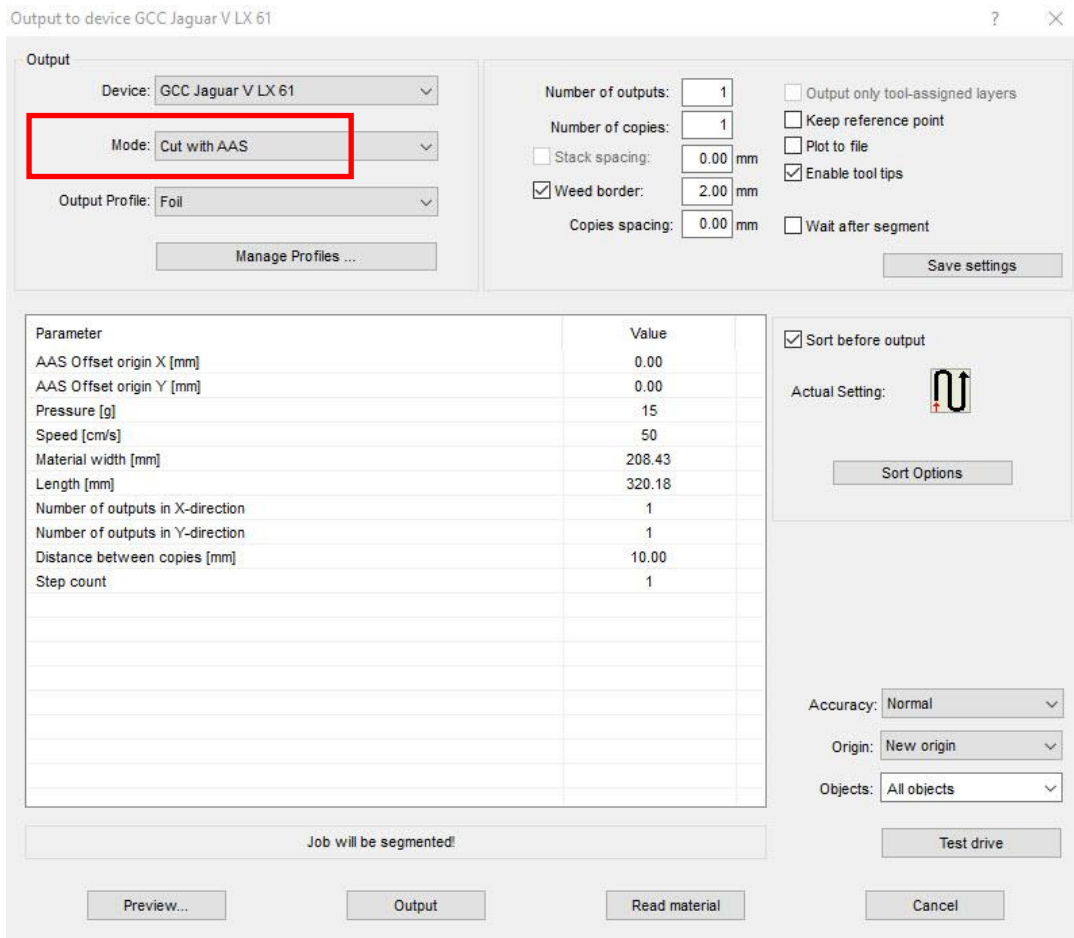 Output to device GCC Jaguar V LX 61 ?
Output
Device: GCC Jaguar V LX 61
Mode: Cut with AAS
Output Profile: Foil
Manage Profiles ...
Number of outputs: 1
Number of copies: 1
Stack spacing: 0.00 mm
Weed border: 2.00 mm
Copies spacing: 0.00 mm
Output only tool-assigned layers
Keep reference point
Plot to file
Enable tool tips
Wait after segment
Save settings
Parameter Value
AAS Offset origin X [mm] 0.00
AAS Offset origin Y [mm] 0.00
Pressure [g] 15
Speed [cm/s] 50
Material width [mm] 208.43
Length [mm] 320.18
Number of outputs in X-direction 1
Number of outputs in Y-direction 1
Distance between copies [mm] 10.00
Step count 1
Sort before output
Actual Setting:
Sort Options
Accuracy: Normal
Origin: New origin
Objects: All objects
Job will be segmented!
Test drive
Preview... Output Read material Cancel